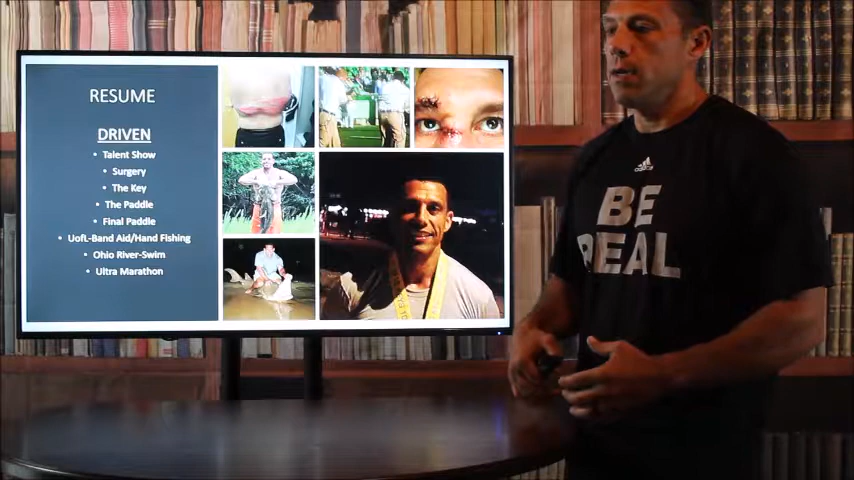 RESUME
DRIVEN
• Talent Show
• Surgery
• The Key
• The Paddle
• Final Paddle
• UofL-Band Aid/Hand Fishing
• Ohio River-Swim
• Ultra Marathon
adidas
BE
REAL